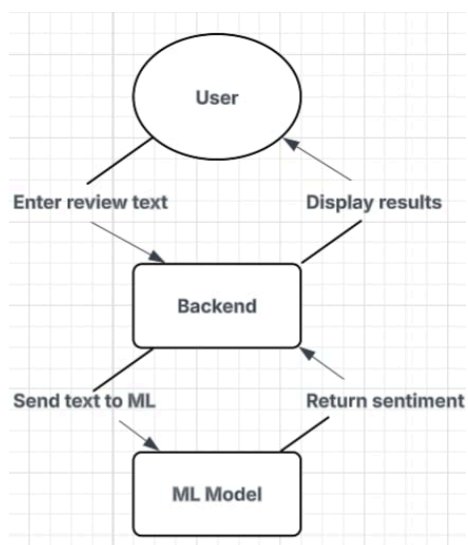 User
Enter review text
Display results
Backend
Send text to ML
Return sentiment
ML Model